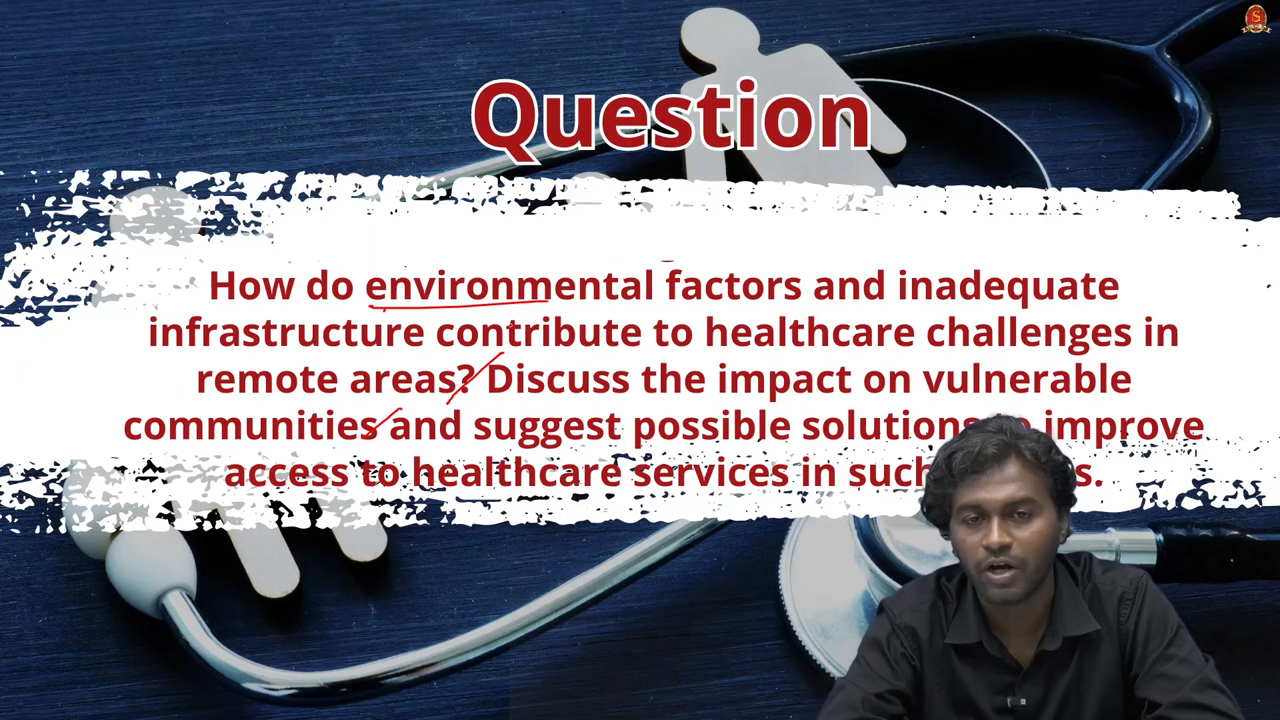 Question
How do environmental factors and inadequate
infrastructure contribute to healthcare challenges in
remote areas? Discuss the impact on vulnerable
communities and suggest possible solutions improve
access to healthcare services in such
S